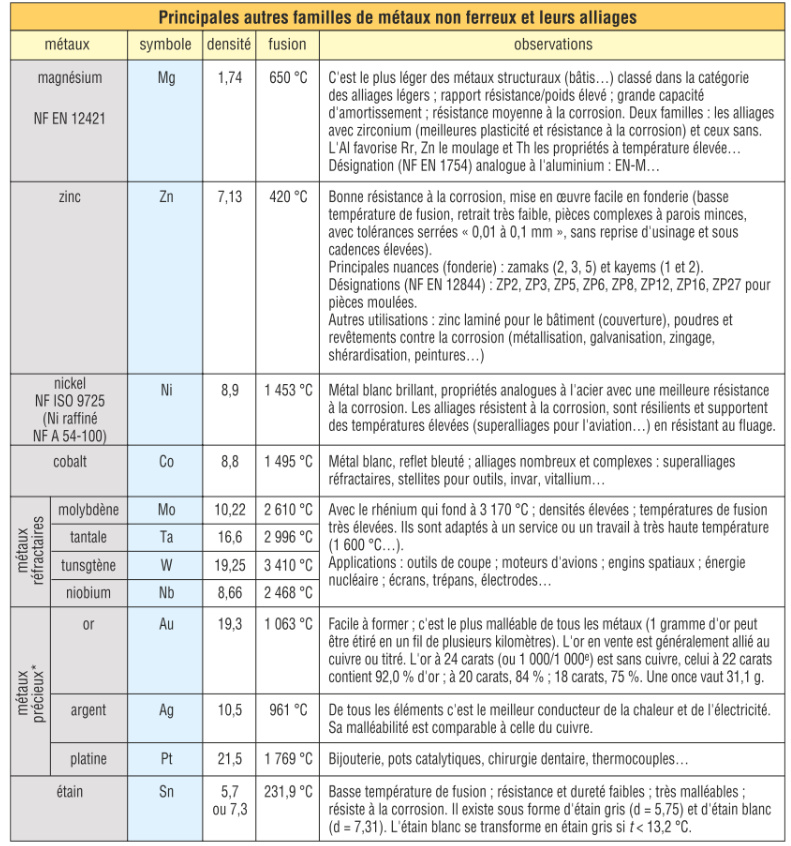 Principales autres familles de métaux non ferreux et leurs alliages
métaux symbole densité fusion observations
magnésium Mg 1,74 650 °C C'est le plus léger des métaux structuraux (bâtis…) classé dans la catégorie
des alliages légers ; rapport résistance/poids élevé ; grande capacité
NF EN 12421 d'amortissement ; résistance moyenne à la corrosion. Deux familles : les alliages
avec zirconium (meilleures plasticité et résistance à la corrosion) et ceux sans.
L'Al favorise Rr, Zn le moulage et Th les propriétés à température élevée…
Désignation (NF EN 1754) analogue à l'aluminium : EN-M…
zinc Zn 7,13 420 °C Bonne résistance à la corrosion, mise en œuvre facile en fonderie (basse
température de fusion, retrait très faible, pièces complexes à parois minces,
avec tolérances serrées « 0,01 à 0,1 mm », sans reprise d'usinage et sous
cadences élevées).
Principales nuances (fonderie) : zamaks (2, 3, 5) et kayems (1 et 2).
Désignations (NF EN 12844) : ZP2, ZP3, ZP5, ZP6, ZP8, ZP12, ZP16, ZP27 pour
pièces moulées.
Autres utilisations : zinc laminé pour le bâtiment (couverture), poudres et
revêtements contre la corrosion (métallisation, galvanisation, zingage,
shérardisation, peintures…)
nickel
NF ISO 9725
(Ni raffiné
NF A 54-100)
Ni 8,9 1 453 °C Métal blanc brillant, propriétés analogues à l'acier avec une meilleure résistance
à la corrosion. Les alliages résistent à la corrosion, sont résilients et supportent
des températures élevées (superalliages pour l'aviation…) en résistant au fluage.
cobalt Co 8,8 1 495 °C Métal blanc, reflet bleuté ; alliages nombreux et complexes : superalliages
réfractaires, stellites pour outils, invar, vitallium…
métaux
réfractaires
molybdène Mo 10,22 2 610 °C
tantale Ta 16,6 2 996 °C
tunsgtène W 19,25 3 410 °C
niobium Nb 8,66 2 468 °C
Avec le rhénium qui fond à 3 170 °C ; densités élevées ; températures de fusion
très élevées. Ils sont adaptés à un service ou un travail à très haute température
(1 600 °C…).
Applications : outils de coupe ; moteurs d'avions ; engins spatiaux ; énergie
nucléaire ; écrans, trépans, électrodes…
métaux
précieux*
or Au 19,3 1 063 °C Facile à former ; c'est le plus malléable de tous les métaux (1 gramme d'or peut
être étiré en un fil de plusieurs kilomètres). L'or en vente est généralement allié au
cuivre ou titré. L'or à 24 carats (ou 1 000/1 000e) est sans cuivre, celui à 22 carats
contient 92,0 % d'or ; à 20 carats, 84 % ; 18 carats, 75 %. Une once vaut 31,1 g.
argent Ag 10,5 961 °C De tous les éléments c'est le meilleur conducteur de la chaleur et de l'électricité.
Sa malléabilité est comparable à celle du cuivre.
platine Pt 21,5 1 769 °C Bijouterie, pots catalytiques, chirurgie dentaire, thermocouples…
étain Sn 5,7 231,9 °C Basse température de fusion ; résistance et dureté faibles ; très malléables ;
ou 7,3 résiste à la corrosion. Il existe sous forme d'étain gris (d = 5,75) et d'étain blanc
(d = 7,31). L'étain blanc se transforme en étain gris si t < 13,2 °C.